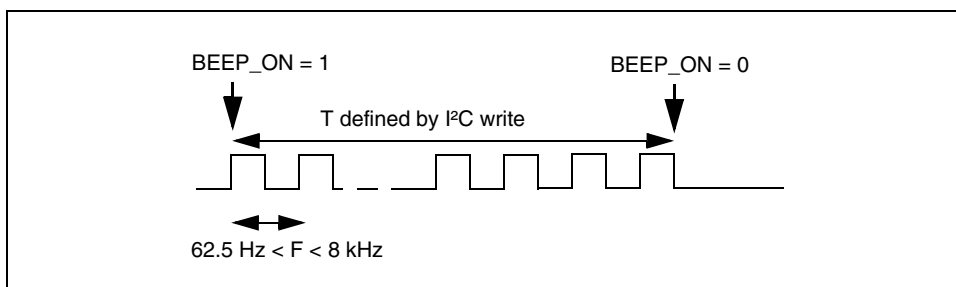 BEEP_ON = 1
BEEP_ON = 0
T defined by I²C write
62.5 Hz < F < 8 kHz